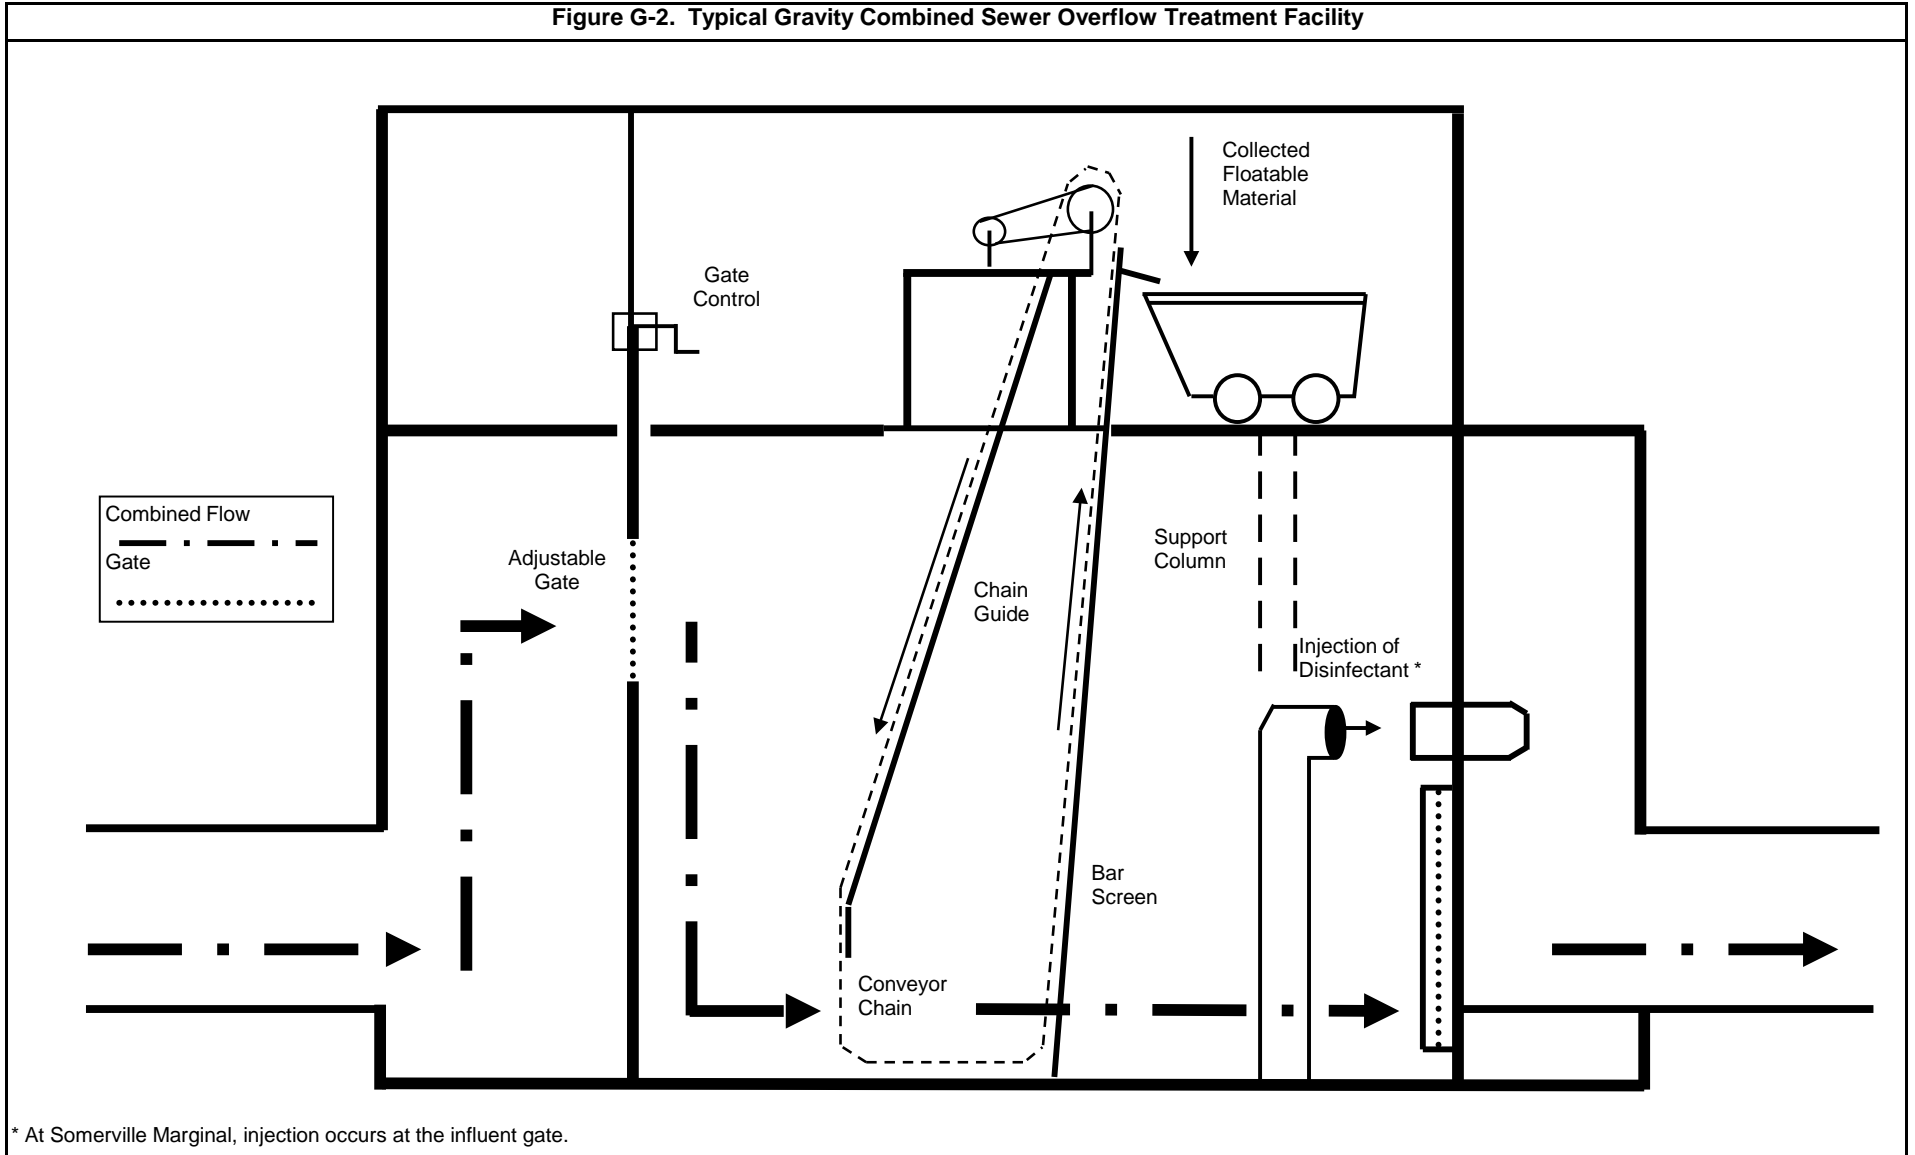 Figure G-2. Typical Gravity Combined Sewer Overflow Treatment Facility
Collected
Floatable
Material
Gate
Control
Combined Flow
Gate
Adjustable
Gate
Chain
Guide
Support
Column
Injection of
Disinfectant *
Bar
Screen
Conveyor
Chain
* At Somerville Marginal, injection occurs at the influent gate.